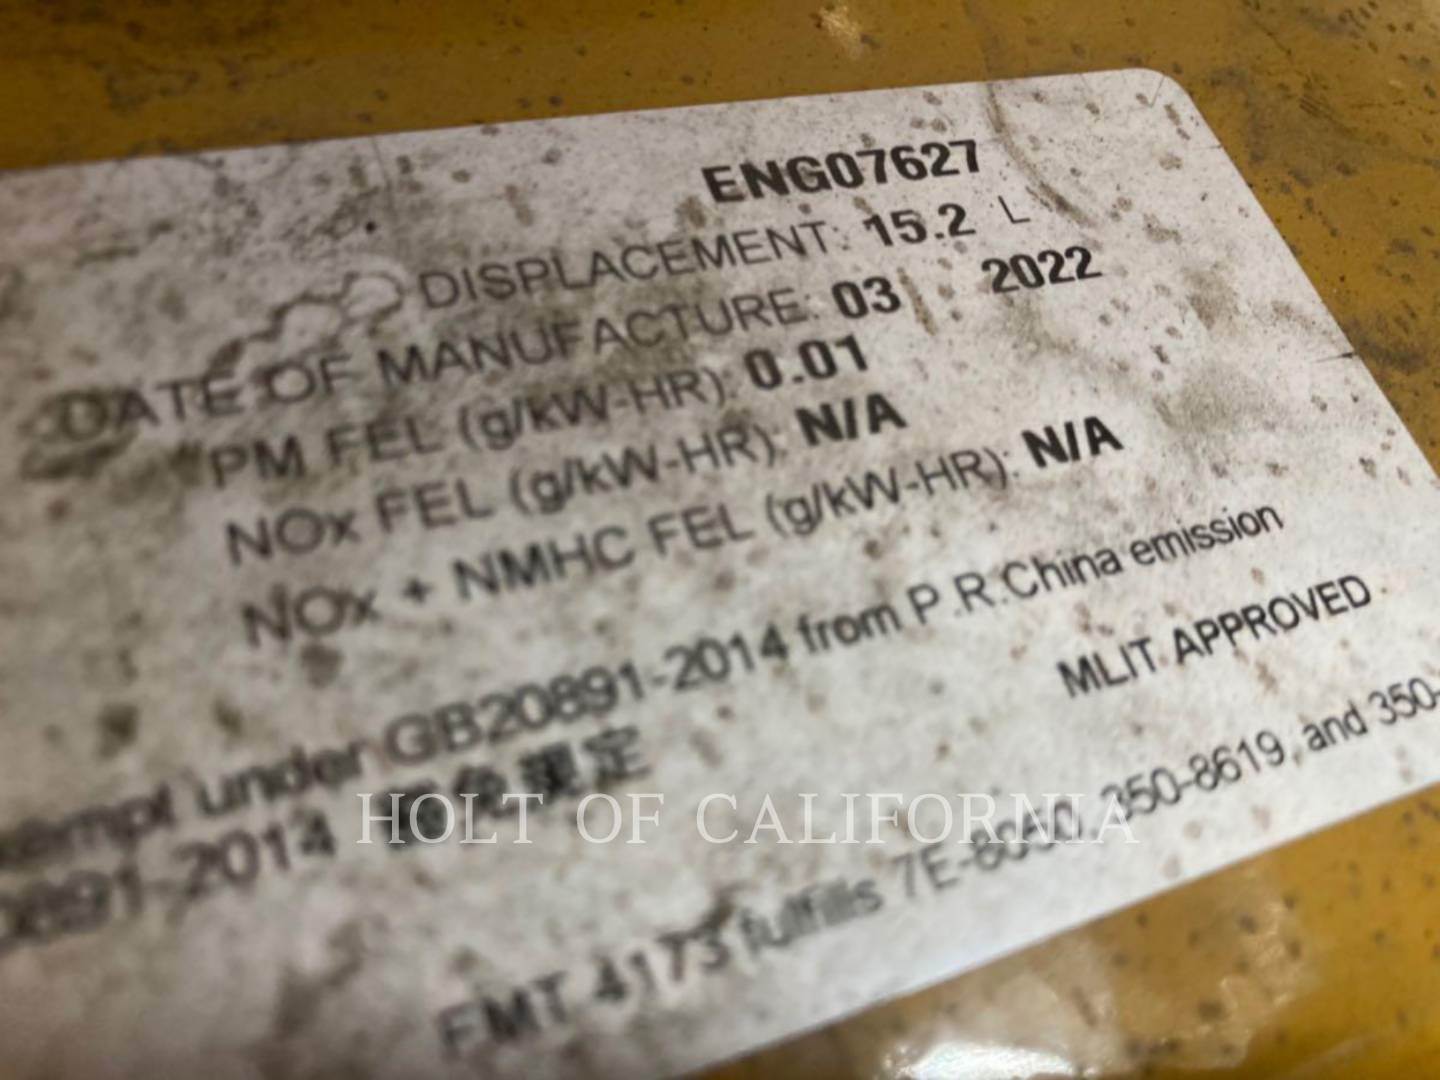 ENG07627
DISPLACEMENT: 15.2 L
DATE OF MANUFACTURE: 03 2022
PM FEL (g/kW-HR): 0.01
NOx FEL (g/kW-HR): N/A
NOx + NMHC FEL (g/kW-HR): N/A
under GB20891-2014 from P.R.China emission
-2014
MLIT APPROVED
FMT 4173 fulfills 350-8619, and 350-
HOLT OF CALIFORNIA